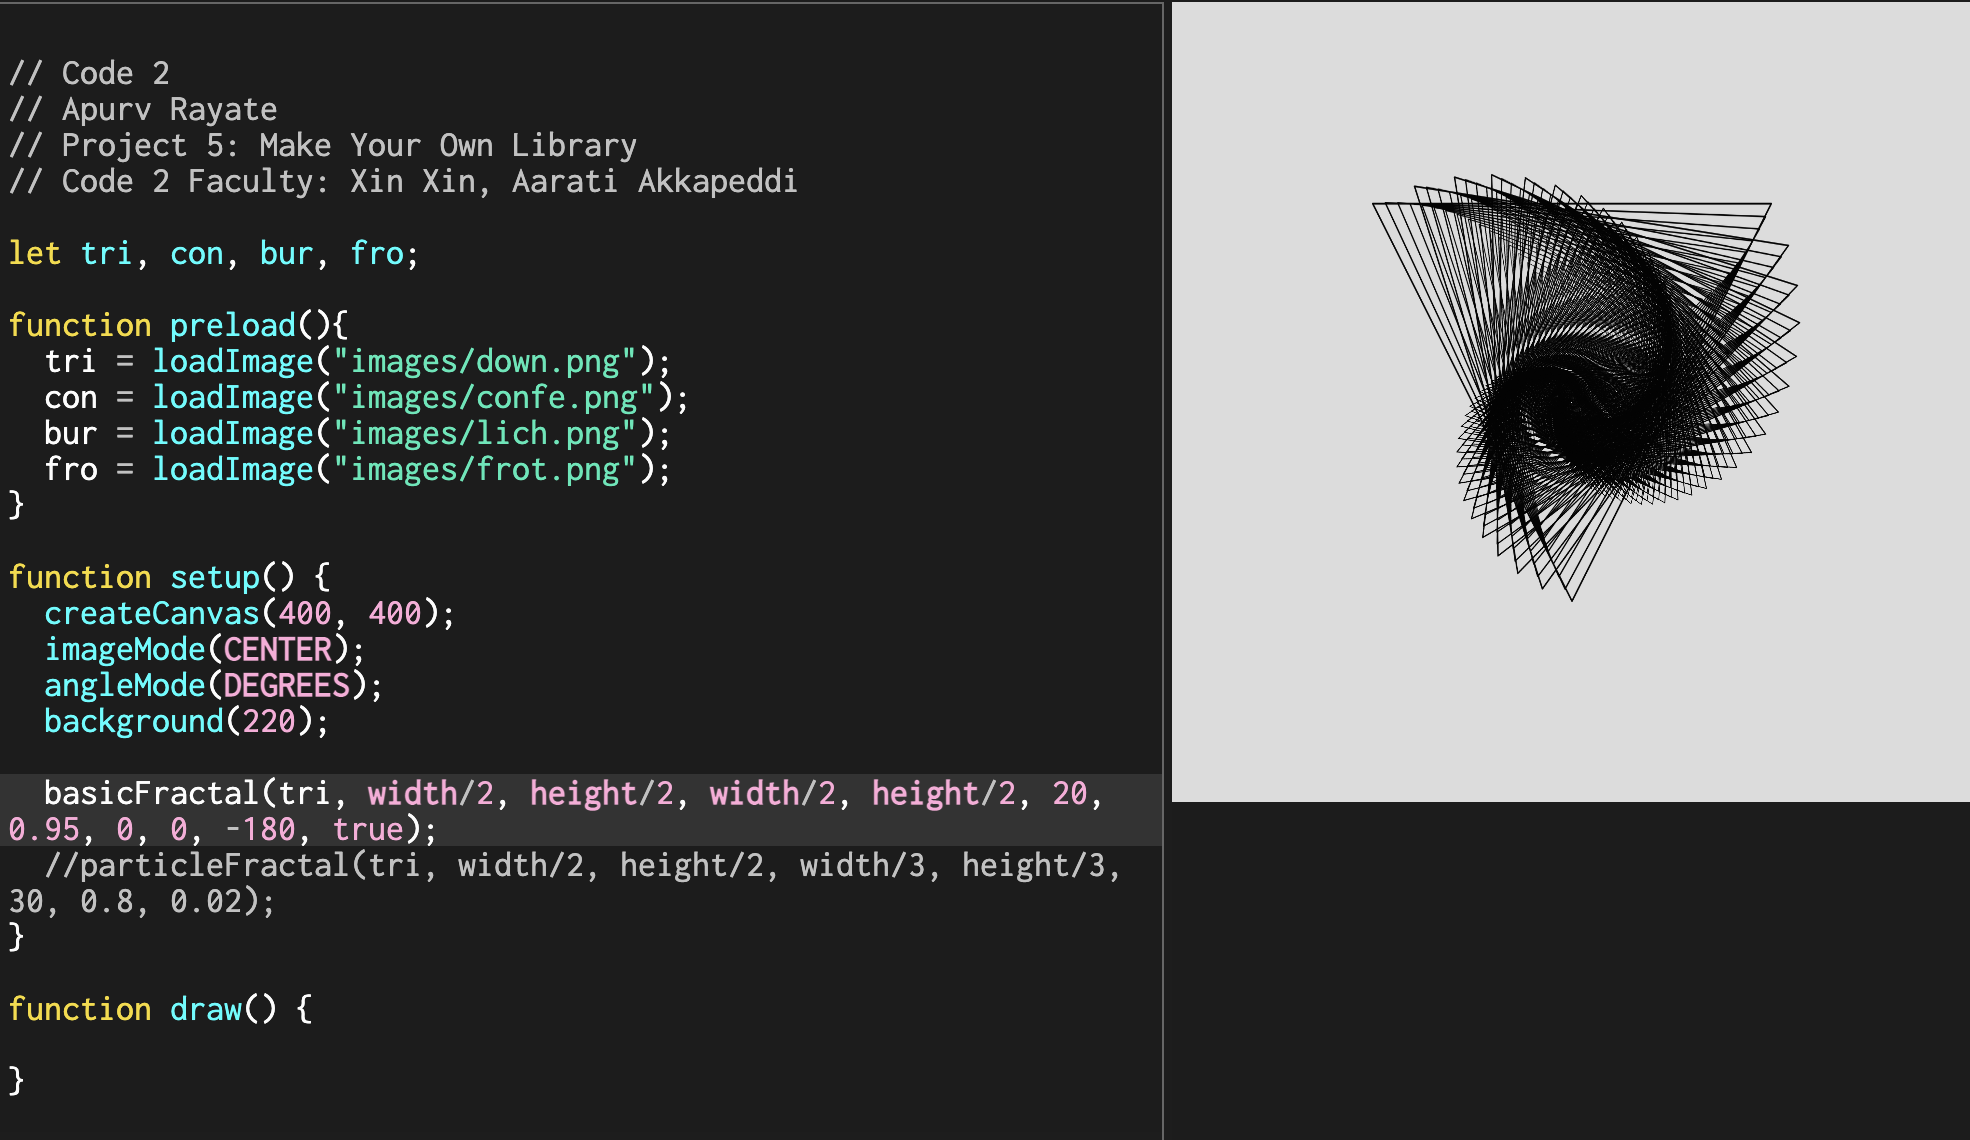 // Code 2
// Apurv Rayate
// Project 5: Make Your Own Library
// Code 2 Faculty: Xin Xin, Aarati Akkapeddi
let tri, con, bur, fro;
function preload(){
  tri = loadImage("images/down.png");
  con = loadImage("images/confe.png");
  bur = loadImage("images/lich.png");
  fro = loadImage("images/frot.png");
}
function setup() {
  createCanvas(400, 400);
  imageMode(CENTER);
  angleMode(DEGREES);
  background(220);
  basicFractal(tri, width/2, height/2, width/2, height/2, 20,
0.95, 0, 0, -180, true);
  //particleFractal(tri, width/2, height/2, width/3, height/3,
30, 0.8, 0.02);
}
function draw() {
}